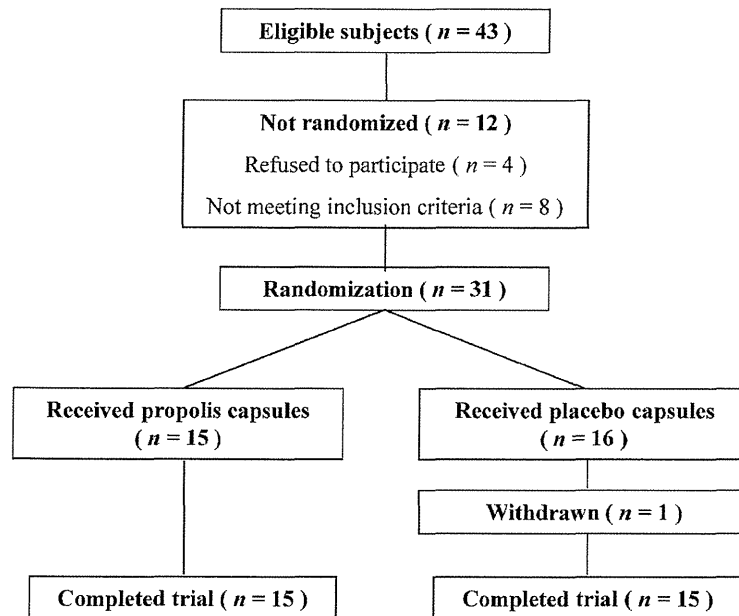 Eligible subjects ( n = 43 )
Not randomized ( n = 12 )
Refused to participate ( n = 4 )
Not meeting inclusion criteria ( n = 8 )
Randomization ( n = 31 )
Received propolis capsules
( n = 15 )
Received placebo capsules
( n = 16 )
Withdrawn ( n = 1 )
Completed trial ( n = 15 )
Completed trial ( n = 15 )